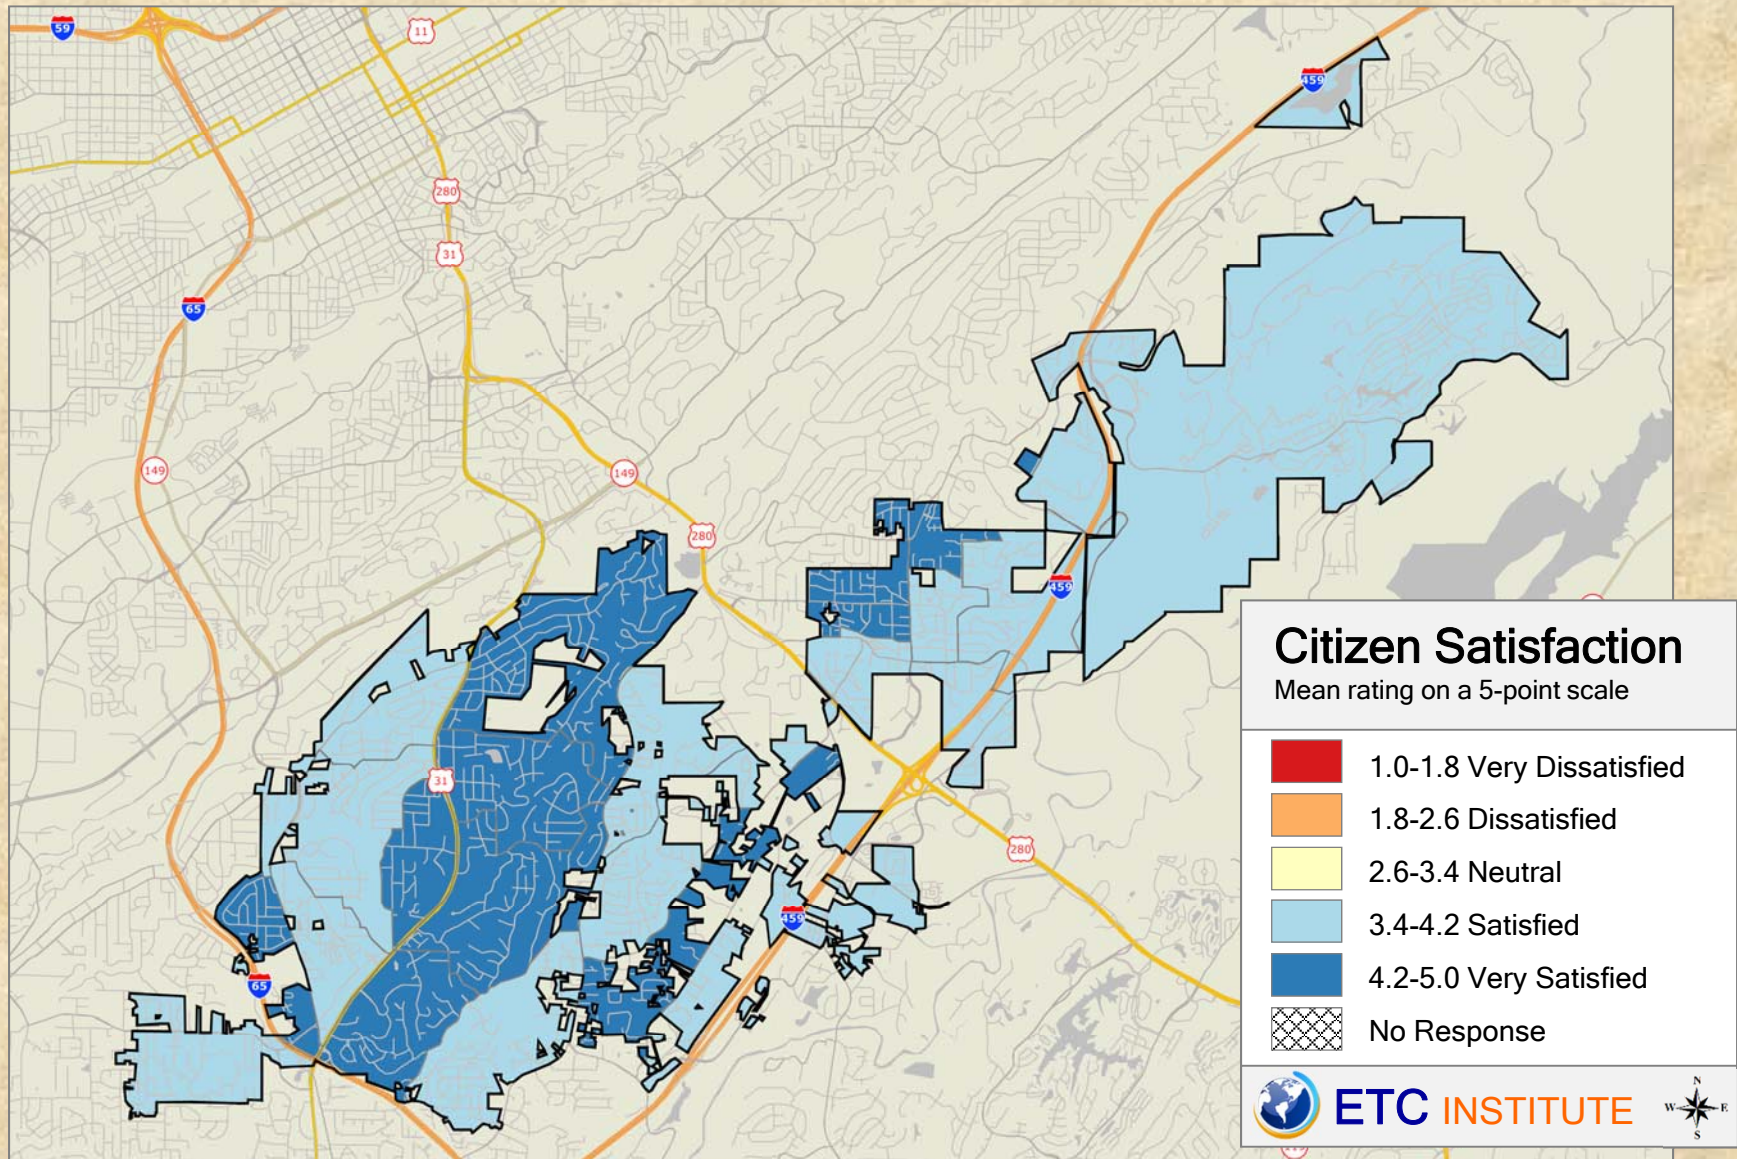 59
11
459
280
31
65
149
149
280
459
31
280
459
65
Citizen Satisfaction
Mean rating on a 5-point scale
1.0-1.8 Very Dissatisfied
1.8-2.6 Dissatisfied
2.6-3.4 Neutral
3.4-4.2 Satisfied
4.2-5.0 Very Satisfied
No Response
ETC INSTITUTE
N
W E
S